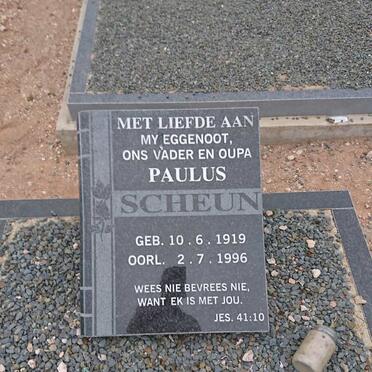 MET LIEFDE AAN
MY EGGENOOT,
ONS VADER EN OUPA
PAULUS
SCHEUN
GEB. 10 . 6 . 1919
OORL. 2 . 7 . 1996
WEES NIE BEVREES NIE,
WANT EK IS MET JOU.
JES. 41:10